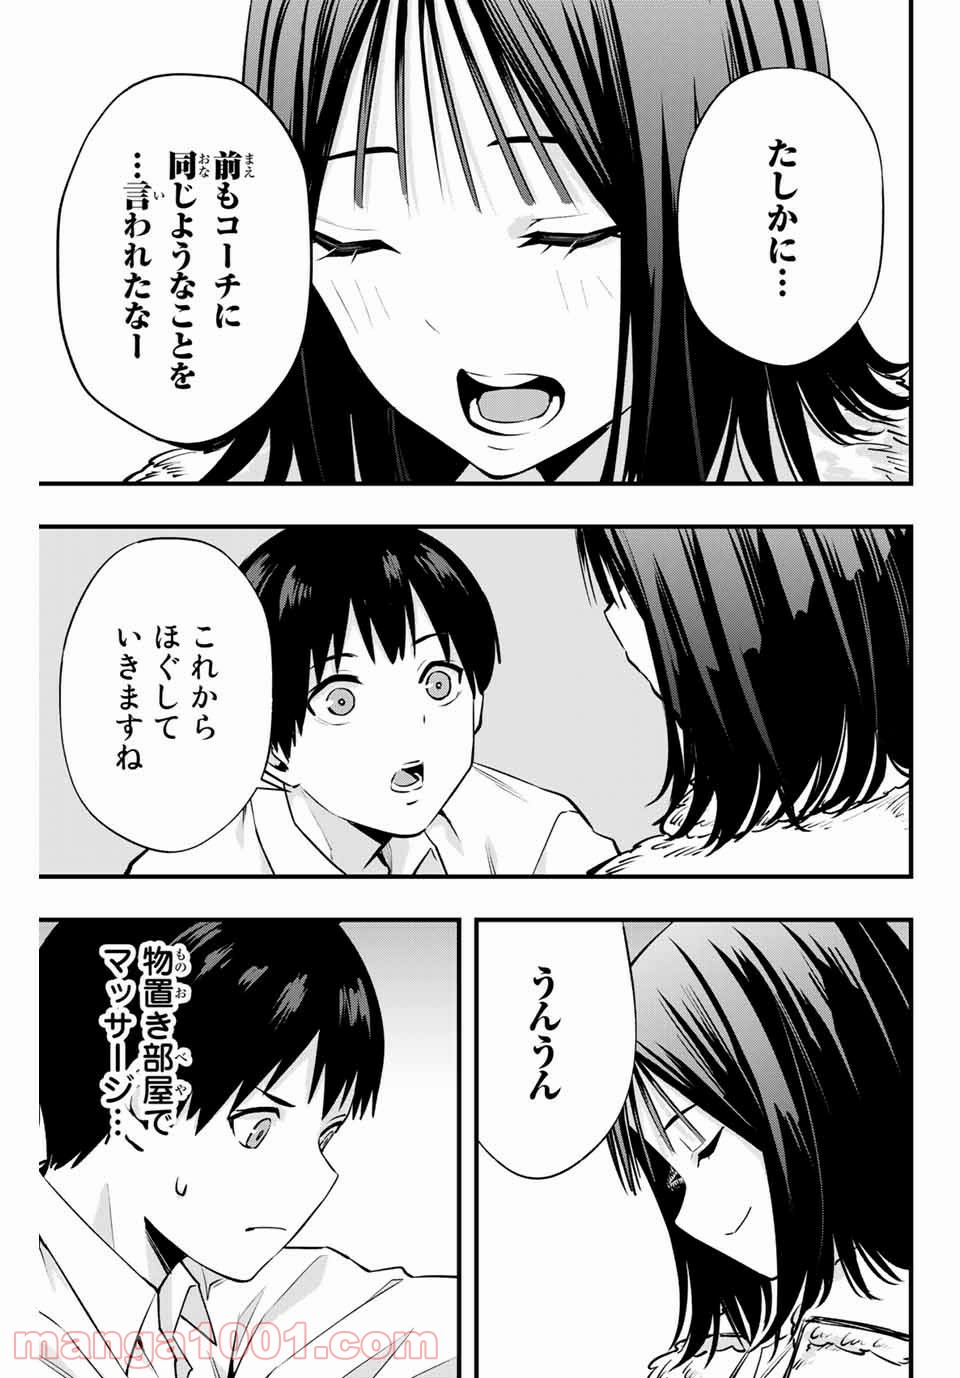 たしかに…
前もコーチに
同じようなことを
…言われたなー
これから
ほぐして
いきますね
うんうん
物置き部屋で
マッサージ…
manga1001.com